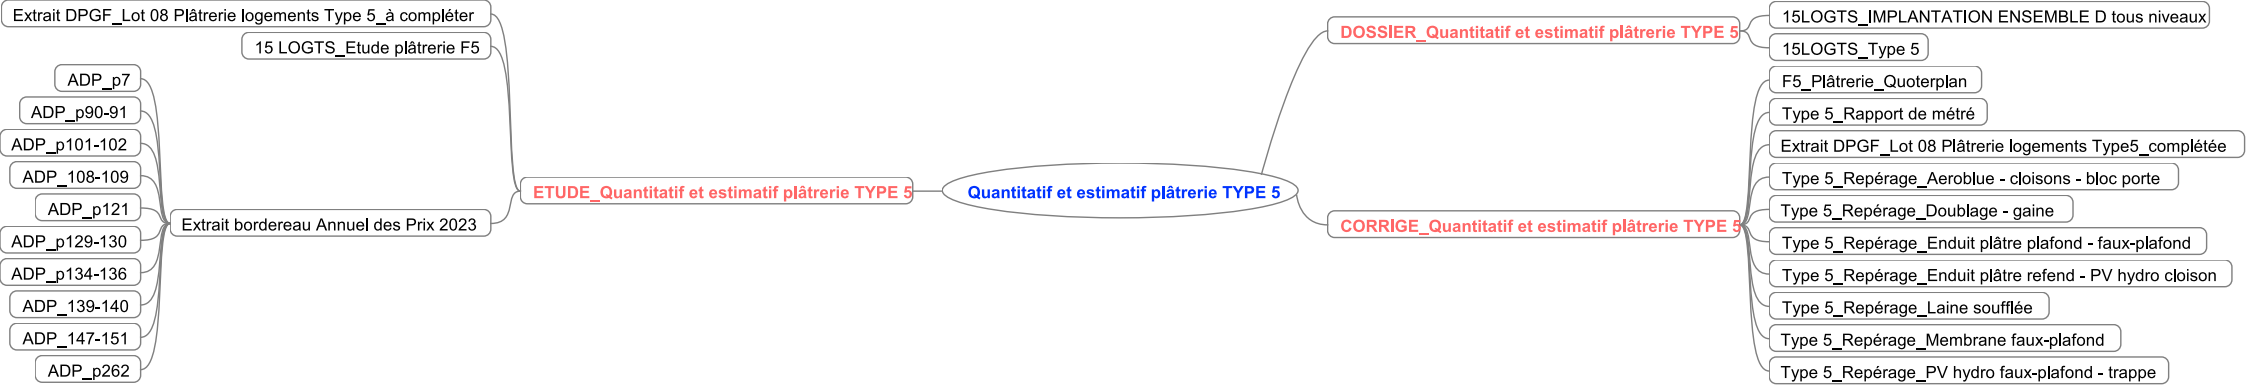 Extrait DPGF_Lot 08 Plâtrerie logements Type 5_à compléter
15 LOGTS_Etude plâtrerie F5
ADP_p7
ADP_p90-91
ADP_p101-102
ADP_108-109
ADP_p121
ADP_p129-130
ADP_p134-136
ADP_139-140
ADP_147-151
ADP_p262
Extrait bordereau Annuel des Prix 2023
ETUDE_Quantitatif et estimatif plâtrerie TYPE 5
Quantitatif et estimatif plâtrerie TYPE 5
DOSSIER_Quantitatif et estimatif plâtrerie TYPE 5
15LOGTS_IMPLANTATION ENSEMBLE D tous niveaux
15LOGTS_Type 5
CORRIGE_Quantitatif et estimatif plâtrerie TYPE 5
F5_Plâtrerie_Quoterplan
Type 5_Rapport de métré
Extrait DPGF_Lot 08 Plâtrerie logements Type5_complétée
Type 5_Repérage_Aeroblue - cloisons - bloc porte
Type 5_Repérage_Doublage - gaine
Type 5_Repérage_Enduit plâtre plafond - faux-plafond
Type 5_Repérage_Enduit plâtre refend - PV hydro cloison
Type 5_Repérage_Laine soufflée
Type 5_Repérage_Membrane faux-plafond
Type 5_Repérage_PV hydro faux-plafond - trappe